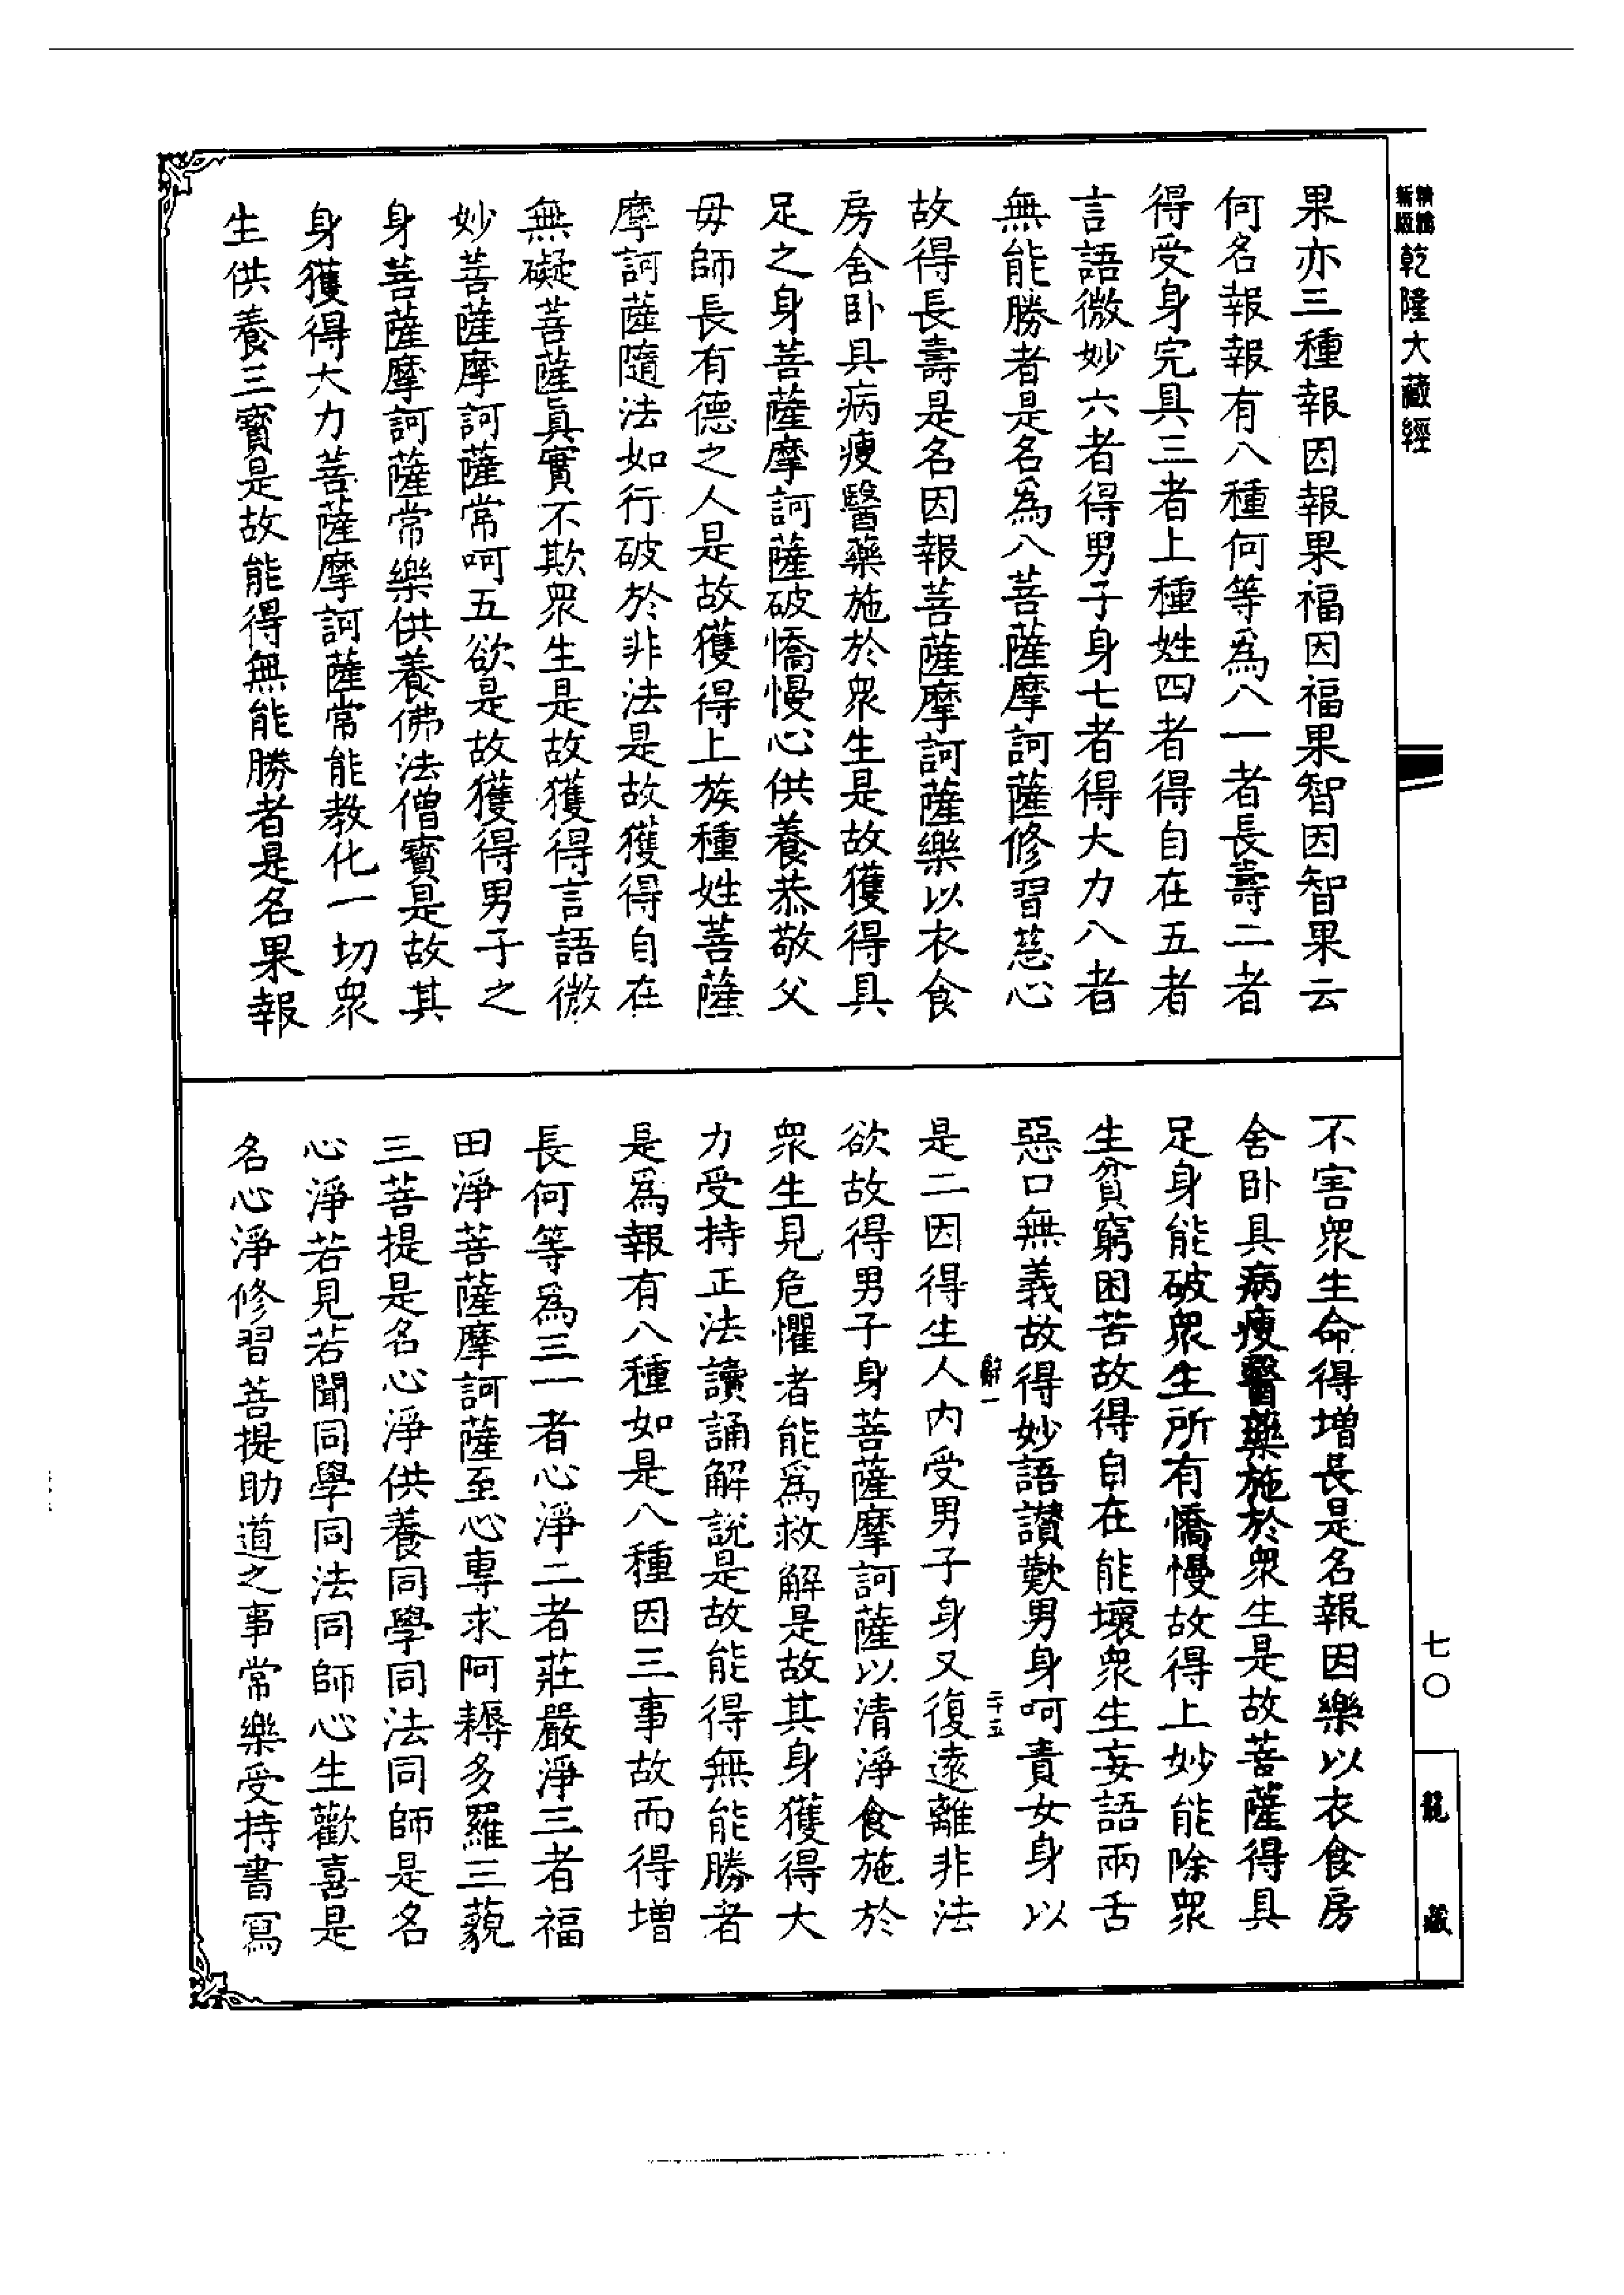 新版 精縮
乾隆大藏經
果亦三種報因報果福因福果智因智果云
何名報報有八種何等爲八一者長壽二者
得受身完具三者上種姓四者得自在五者
言語微妙六者得男子身七者得大力八者
無能勝者是名爲八菩薩摩訶薩修習慈心
故得長壽是名因報菩薩摩訶薩樂以衣食
房舍卧具病瘦醫藥施於衆生是故獲得具
足之身菩薩摩訶薩破憍慢心供養恭敬父
母師長有德之人是故獲得上族種姓菩薩
摩訶薩隨法如行破於非法是故獲得自在
無礙菩薩眞實不欺衆生是故獲得言語微
妙菩薩摩訶薩常呵五欲是故獲得男子之
身菩薩摩訶薩常樂供養佛法僧寳是故其
身獲得大力菩薩摩訶薩常能教化一切衆
生供養三寳是故能得無能勝者是名果報
不害衆生命得增長是名報因樂以衣食房
舍卧具病瘦醫藥施於衆生是故菩薩得具
足身能破衆生所有憍慢故得上妙能除衆
生貧窮困苦故得自在能壞衆生妄語兩舌
惡口無義故得妙語讚歎男身呵責女身以
是二因得生人内受男子身又復遠離非法
欲故得男子身菩薩摩訶薩以清淨食施於
衆生見危懼者能爲救解是故其身獲得大
力受持正法讀誦解説是故能得無能勝者
是爲報有八種如是八種因三事故而得增
長何等爲三一者心淨二者莊嚴淨三者福
田淨菩薩摩訶薩至心専求阿耨多羅三藐
三菩提是名心淨供養同學同法同師是名
心淨若見若聞同學同法同師心生歡喜是
名心淨修習菩提助道之事常樂受持書寫
二十五
七〇
龍藏